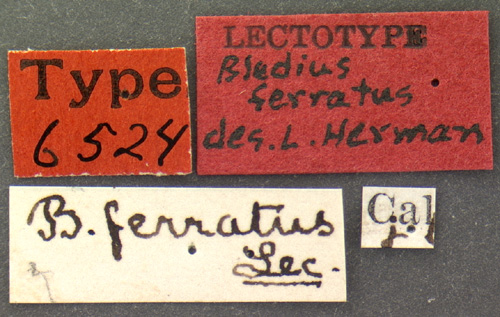 Type
6524
LECTOTYPE
Bledius
ferratus
des. L. Herman
B. ferratus
Lec.
Cal